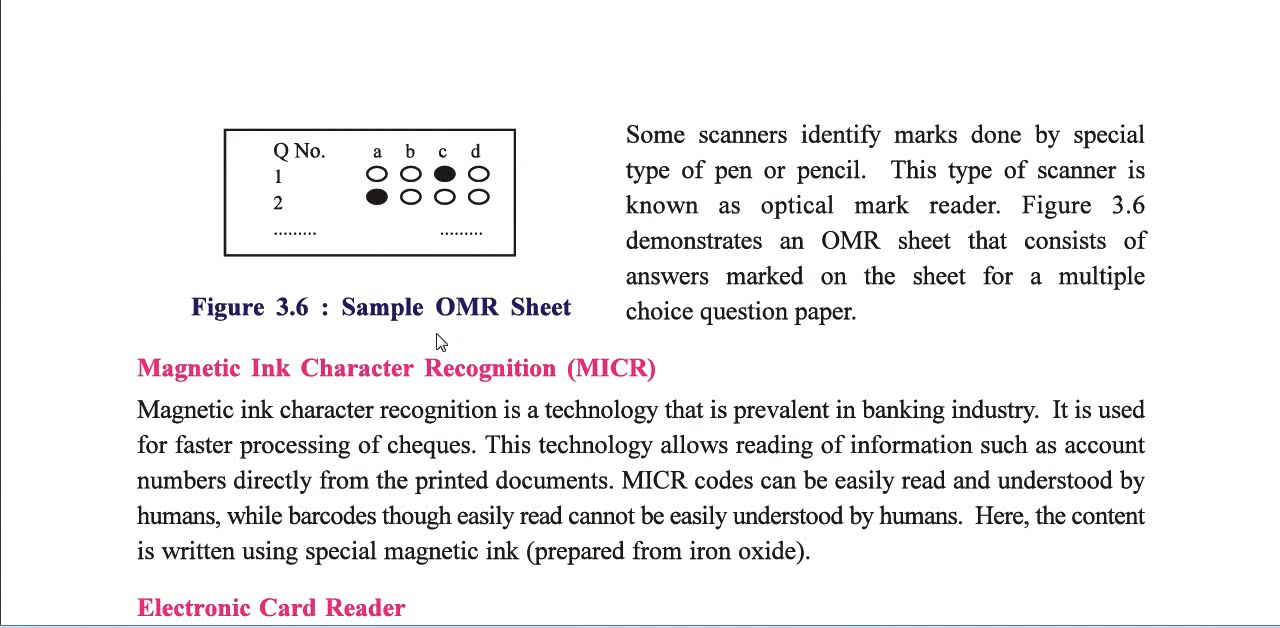 Q No. a b c d
1
2
......... .........
Figure 3.6 : Sample OMR Sheet
Some scanners identify marks done by special
type of pen or pencil. This type of scanner is
known as optical mark reader. Figure 3.6
demonstrates an OMR sheet that consists of
answers marked on the sheet for a multiple
choice question paper.
Magnetic Ink Character Recognition (MICR)
Magnetic ink character recognition is a technology that is prevalent in banking industry. It is used
for faster processing of cheques. This technology allows reading of information such as account
numbers directly from the printed documents. MICR codes can be easily read and understood by
humans, while barcodes though easily read cannot be easily understood by humans. Here, the content
is written using special magnetic ink (prepared from iron oxide).
Electronic Card Reader